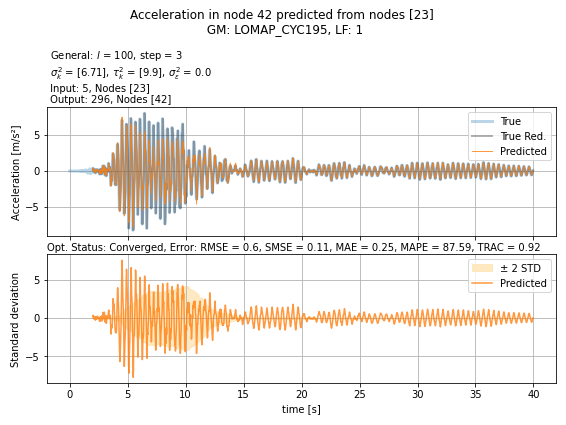 Acceleration in node 42 predicted from nodes [23]
GM: LOMAP_CYC195, LF: 1
General: l = 100, step = 3
σ²ₖ = [6.71], τ²ₖ = [9.9], σ²ε = 0.0
Input: 5, Nodes [23]
Output: 296, Nodes [42]
True
True Red.
Predicted
Acceleration [m/s²]
5
0
−5
Opt. Status: Converged, Error: RMSE = 0.6, SMSE = 0.11, MAE = 0.25, MAPE = 87.59, TRAC = 0.92
± 2 STD
Predicted
Standard deviation
5
0
−5
0 5 10 15 20 25 30 35 40
time [s]